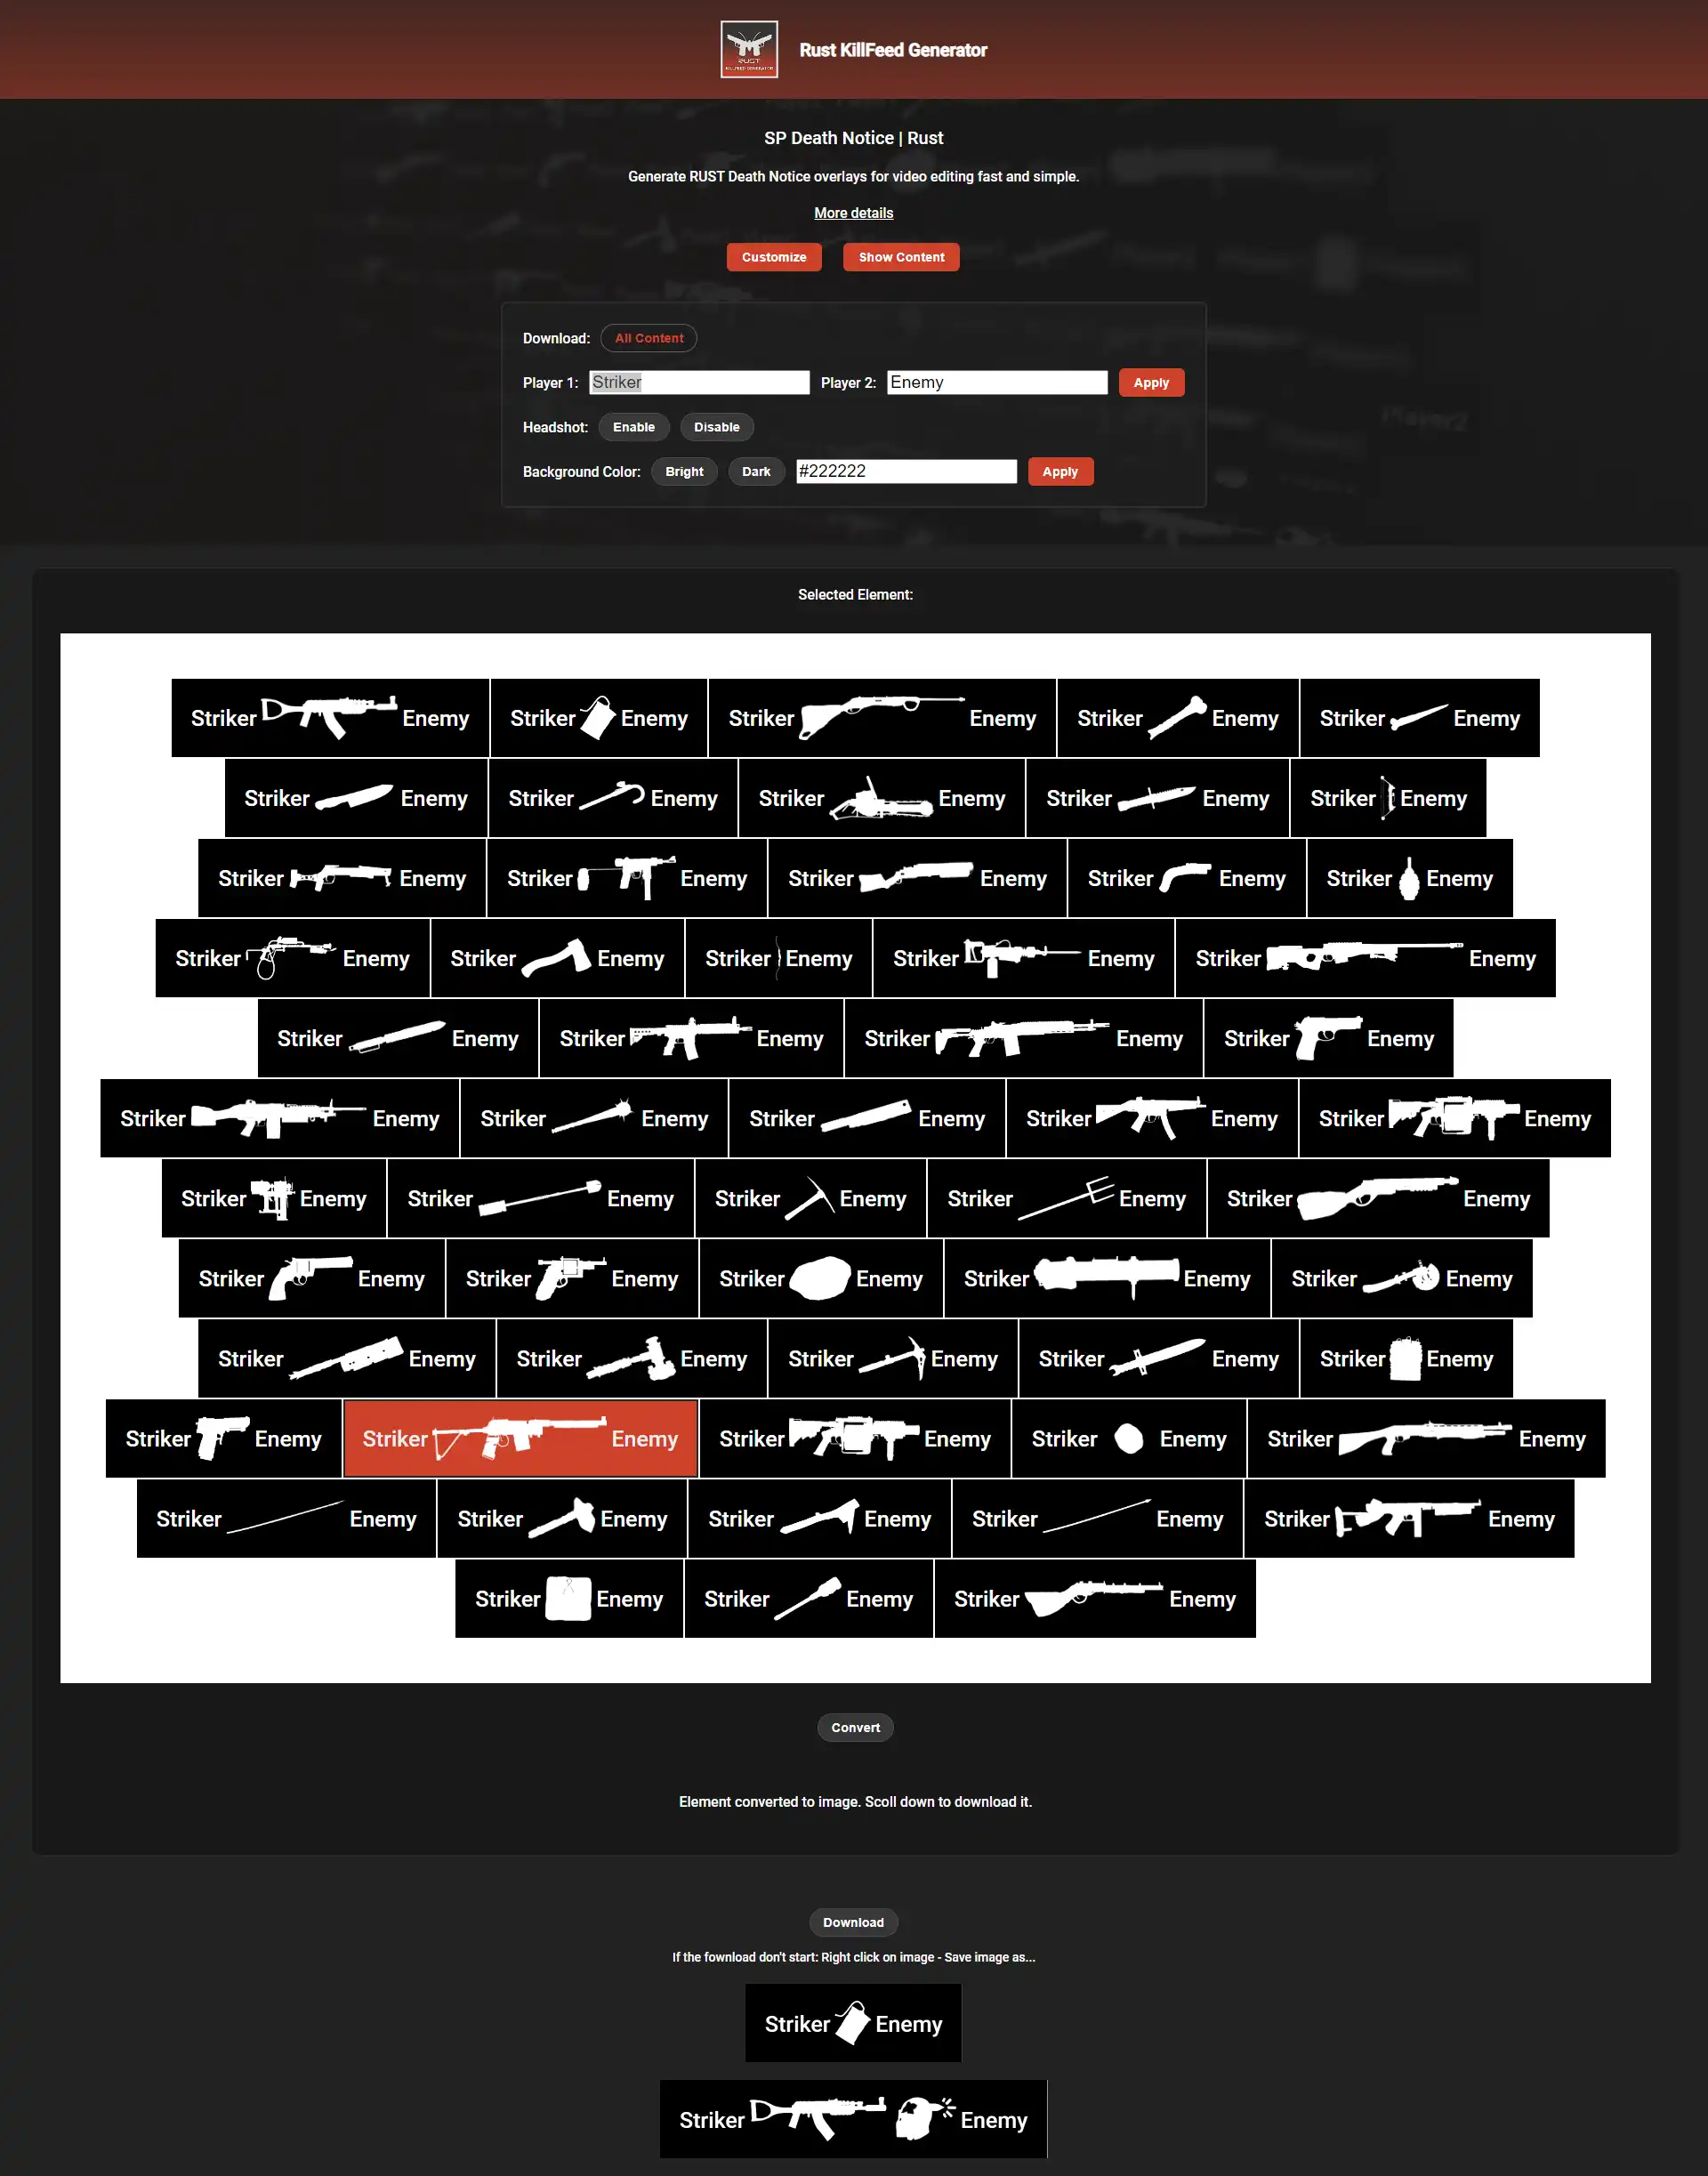 RUST
KILLFEED GENERATOR
Rust KillFeed Generator
SP Death Notice | Rust
Generate RUST Death Notice overlays for video editing fast and simple.
More details
Customize Show Content
Download: All Content
Player 1: Striker Player 2: Enemy Apply
Headshot: Enable Disable
Player2
Background Color: Bright Dark #222222 Apply
Selected Element:
Striker Enemy Striker Enemy Striker Enemy Striker Enemy Striker Enemy
Striker Enemy Striker Enemy Striker Enemy Striker Enemy Striker Enemy
Striker Enemy Striker Enemy Striker Enemy Striker Enemy Striker Enemy
Striker Enemy Striker Enemy Striker Enemy Striker Enemy Striker Enemy
Striker Enemy Striker Enemy Striker Enemy Striker Enemy
Striker Enemy Striker Enemy Striker Enemy Striker Enemy Striker Enemy
Striker Enemy Striker Enemy Striker Enemy Striker Enemy Striker Enemy
Striker Enemy Striker Enemy Striker Enemy Striker Enemy Striker Enemy
Striker Enemy Striker Enemy Striker Enemy Striker Enemy Striker Enemy
Striker Enemy Striker Enemy Striker Enemy Striker Enemy Striker Enemy
Striker Enemy Striker Enemy Striker Enemy Striker Enemy Striker Enemy
Striker Enemy Striker Enemy Striker Enemy
Convert
Element converted to image. Scoll down to download it.
Download
If the fownload don't start: Right click on image - Save image as...
Striker Enemy
Striker Enemy